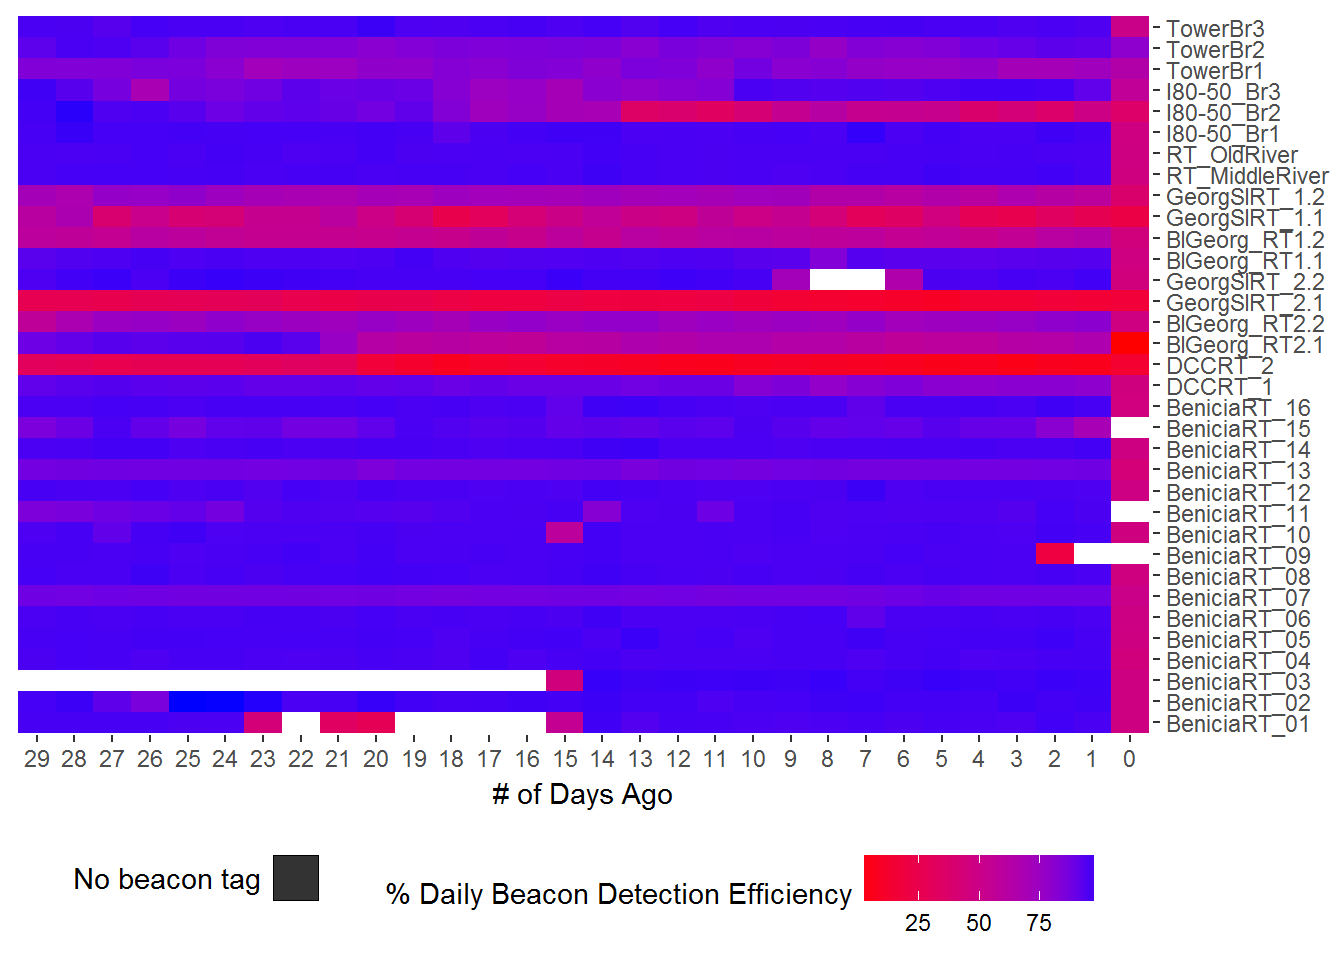 TowerBr3
TowerBr2
TowerBr1
I80-50_Br3
I80-50_Br2
I80-50_Br1
RT_OldRiver
RT_MiddleRiver
GeorgSlRT_1.2
GeorgSlRT_1.1
BlGeorg_RT1.2
BlGeorg_RT1.1
GeorgSlRT_2.2
GeorgSlRT_2.1
BlGeorg_RT2.2
BlGeorg_RT2.1
DCCRT_2
DCCRT_1
BeniciaRT_16
BeniciaRT_15
BeniciaRT_14
BeniciaRT_13
BeniciaRT_12
BeniciaRT_11
BeniciaRT_10
BeniciaRT_09
BeniciaRT_08
BeniciaRT_07
BeniciaRT_06
BeniciaRT_05
BeniciaRT_04
BeniciaRT_03
BeniciaRT_02
BeniciaRT_01
29 28 27 26 25 24 23 22 21 20 19 18 17 16 15 14 13 12 11 10 9 8 7 6 5 4 3 2 1 0
# of Days Ago
No beacon tag
% Daily Beacon Detection Efficiency
25 50 75